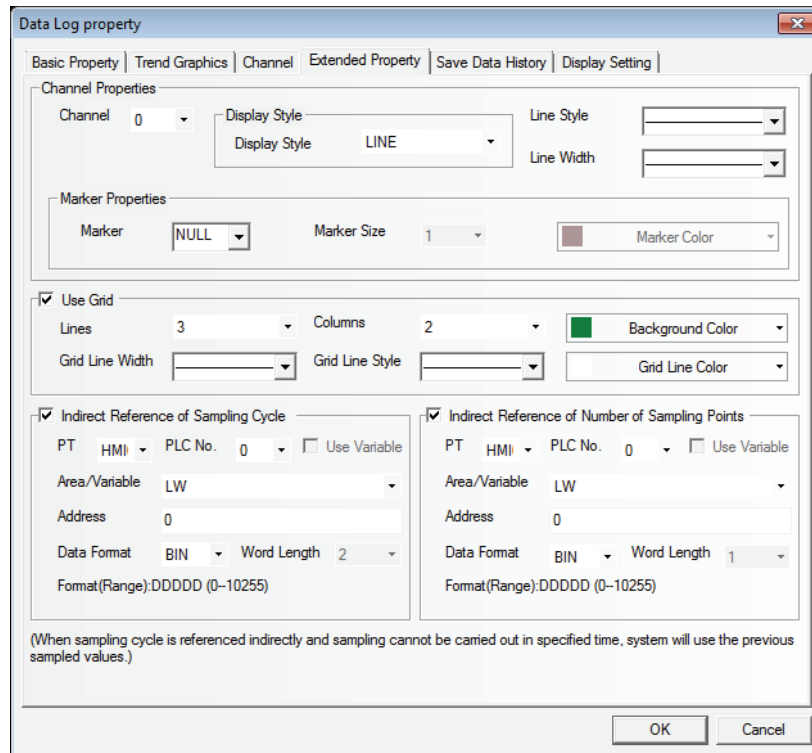 Data Log property
Basic Property Trend Graphics Channel Extended Property Save Data History Display Setting
Channel Properties
Channel 0
Display Style
Display Style LINE
Line Style
Line Width
Marker Properties
Marker NULL Marker Size 1 Marker Color
Use Grid
Lines 3 Columns 2 Background Color
Grid Line Width Grid Line Style Grid Line Color
Indirect Reference of Sampling Cycle
PT HMI PLC No. 0 Use Variable
Area/Variable LW
Address 0
Data Format BIN Word Length 2
Format(Range):DDDDD (0--10255)
Indirect Reference of Number of Sampling Points
PT HMI PLC No. 0 Use Variable
Area/Variable LW
Address 0
Data Format BIN Word Length 1
Format(Range):DDDDD (0--10255)
(When sampling cycle is referenced indirectly and sampling cannot be carried out in specified time, system will use the previous
sampled values.)
OK Cancel